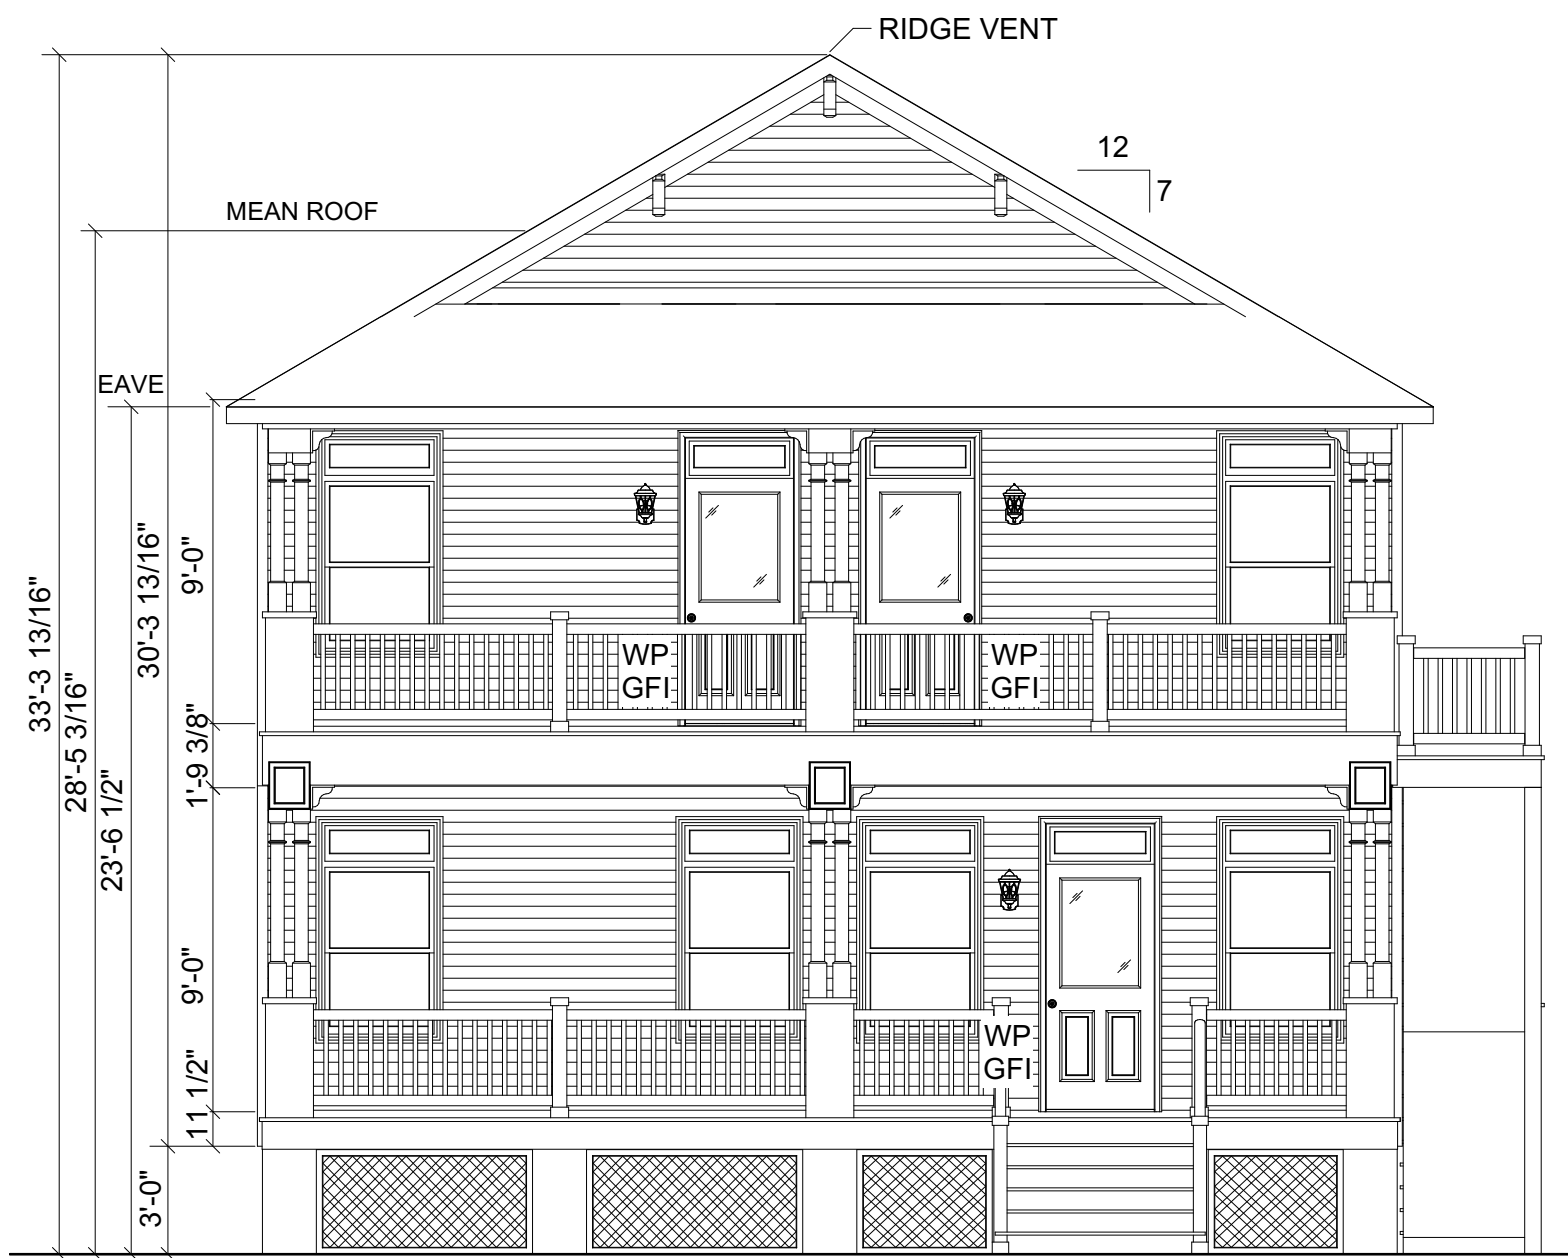 RIDGE VENT
12
7
MEAN ROOF
EAVE
33'-3 13/16"
28'-5 3/16"
23'-6 1/2"
30'-3 13/16"
9'-0"
1'-9 3/8"
9'-0"
11 1/2"
3'-0"
WP
GFI
WP
GFI
WP
GFI